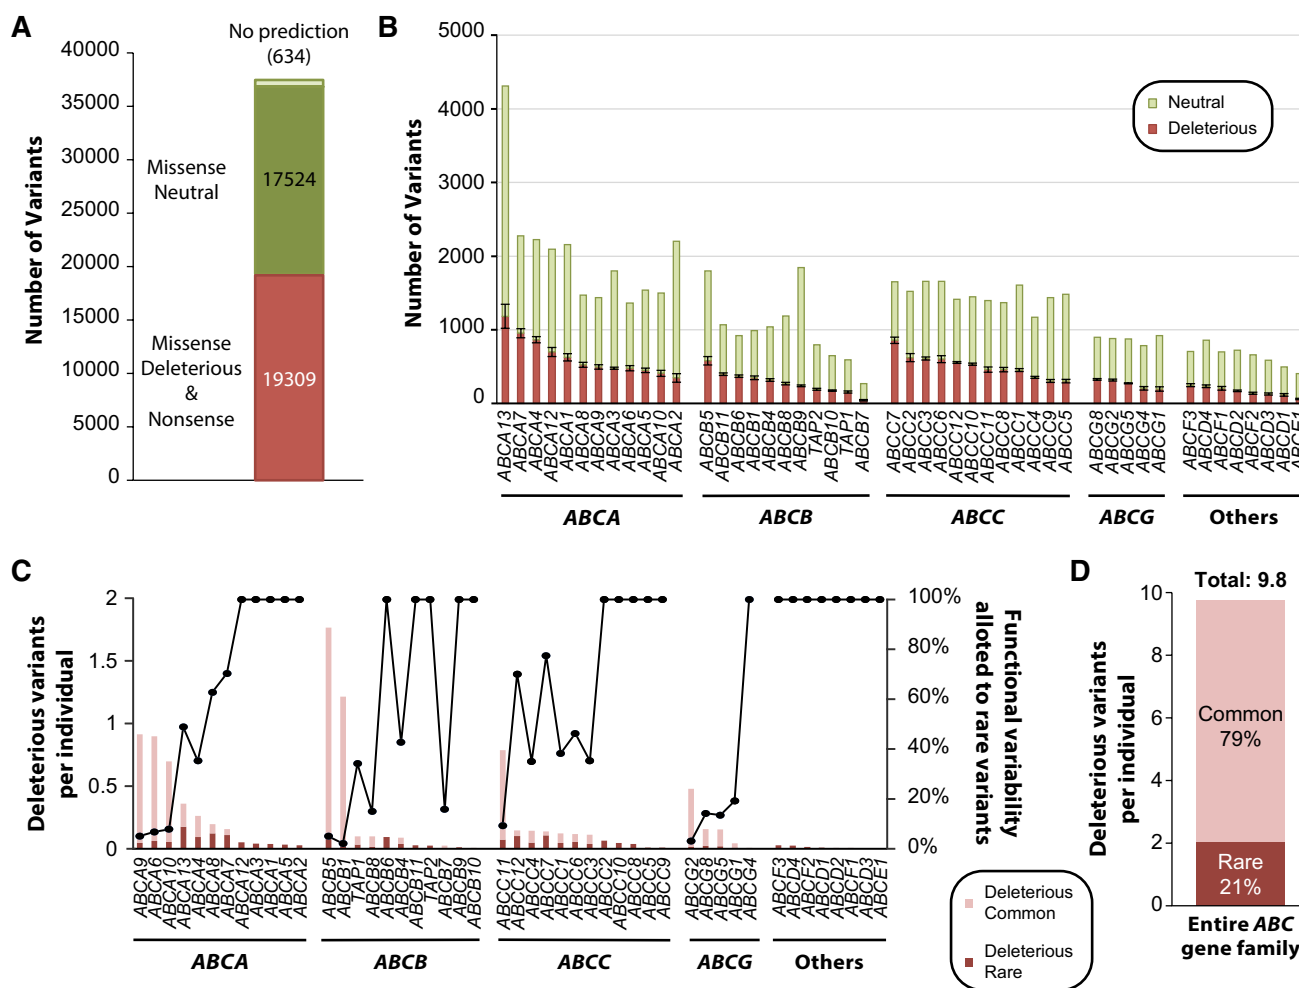 A
No prediction
(634)
40000
35000
30000
25000
20000
15000
10000
5000
0
Number of Variants
Missense
Neutral
17524
Missense
Deleterious
&
Nonsense
19309
B
5000
4000
3000
2000
1000
0
Number of Variants
Neutral
Deleterious
ABCA13
ABCA7
ABCA4
ABCA12
ABCA1
ABCA8
ABCA9
ABCA3
ABCA6
ABCA5
ABCA10
ABCA2
ABCB5
ABCB11
ABCB6
ABCB1
ABCB4
ABCB8
ABCB9
TAP2
ABCB10
TAP1
ABCB7
ABCC7
ABCC2
ABCC3
ABCC6
ABCC12
ABCC10
ABCC11
ABCC8
ABCC1
ABCC4
ABCC9
ABCC5
ABCG8
ABCG2
ABCG5
ABCG4
ABCG1
ABCF3
ABCD4
ABCF1
ABCD2
ABCF2
ABCD3
ABCD1
ABCE1
ABCA
ABCB
ABCC
ABCG
Others
C
2
1.5
1
0.5
0
Deleterious variants
per individual
100%
80%
60%
40%
20%
0%
Functional variability
alloted to rare variants
ABCA9
ABCA6
ABCA10
ABCA13
ABCA4
ABCA8
ABCA7
ABCA12
ABCA3
ABCA1
ABCA5
ABCA2
ABCB5
ABCB1
TAP1
ABCB8
ABCB6
ABCB4
ABCB11
TAP2
ABCB7
ABCB9
ABCB10
ABCC11
ABCC12
ABCC4
ABCC7
ABCC1
ABCC6
ABCC3
ABCC2
ABCC10
ABCC8
ABCC5
ABCC9
ABCG2
ABCG8
ABCG5
ABCG1
ABCG4
ABCF3
ABCD4
ABCF2
ABCD1
ABCD2
ABCF1
ABCD3
ABCE1
ABCA
ABCB
ABCC
ABCG
Others
Deleterious
Common
Deleterious
Rare
D
Total: 9.8
10
8
6
4
2
0
Deleterious variants
per individual
Common
79%
Rare
21%
Entire ABC
gene family